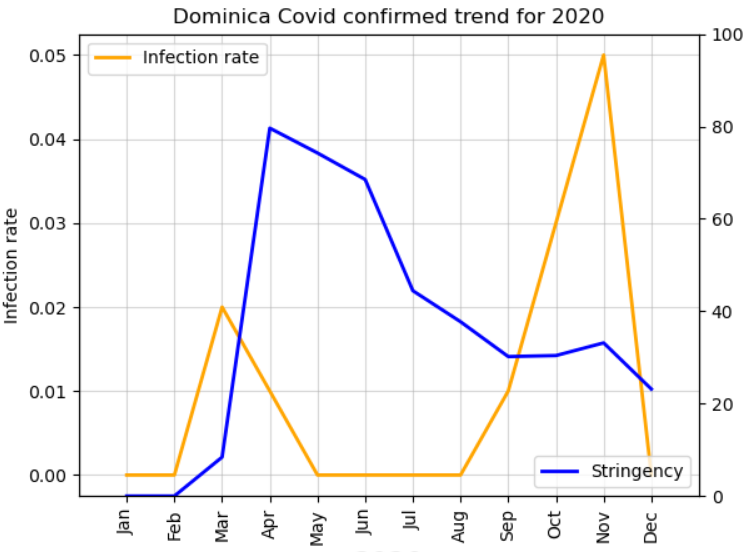 Dominica Covid confirmed trend for 2020
Infection rate
0.05
0.04
0.03
0.02
0.01
0.00
Infection rate
100
80
60
40
20
0
Stringency
Jan Feb Mar Apr May Jun Jul Aug Sep Oct Nov Dec